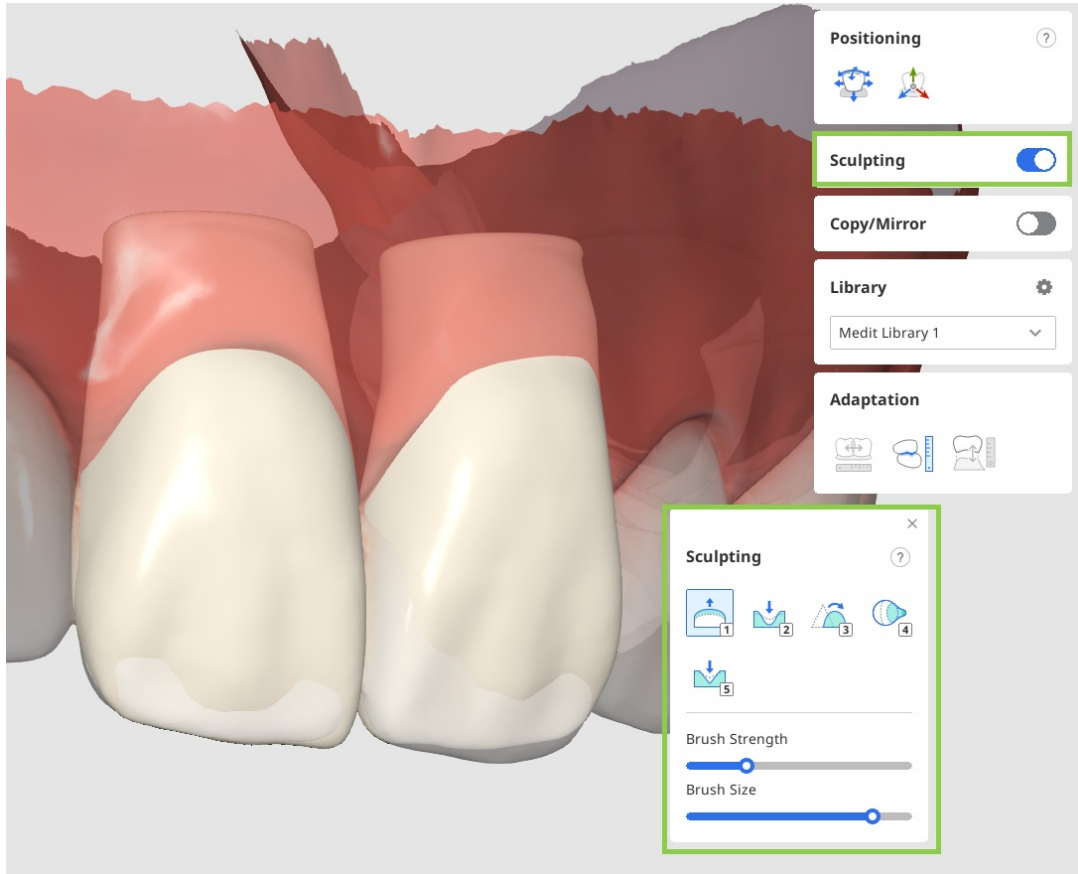 Positioning
?
Sculpting
Copy/Mirror
Library
Medit Library 1
Adaptation
Sculpting
?
1
2
3
4
5
Brush Strength
Brush Size